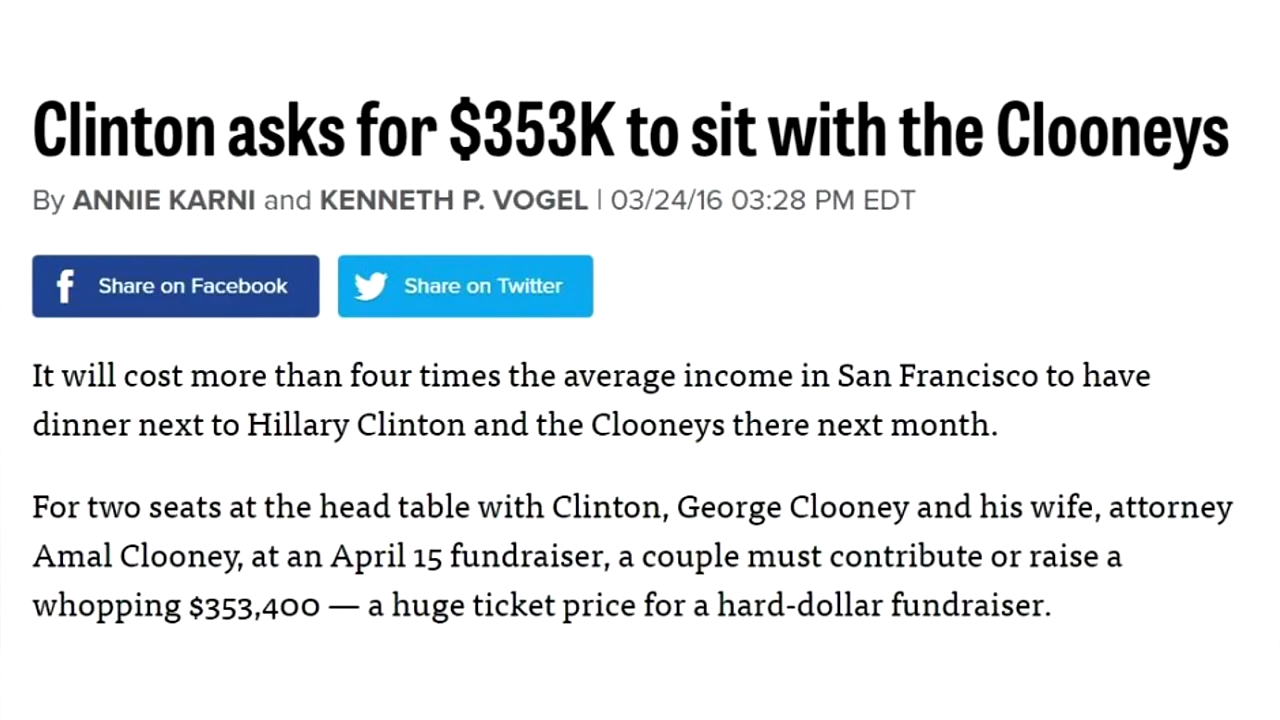 Clinton asks for $353K to sit with the Clooneys
By ANNIE KARNI and KENNETH P. VOGEL | 03/24/16 03:28 PM EDT
Share on Facebook Share on Twitter
It will cost more than four times the average income in San Francisco to have
dinner next to Hillary Clinton and the Clooneys there next month.
For two seats at the head table with Clinton, George Clooney and his wife, attorney
Amal Clooney, at an April 15 fundraiser, a couple must contribute or raise a
whopping $353,400 — a huge ticket price for a hard-dollar fundraiser.